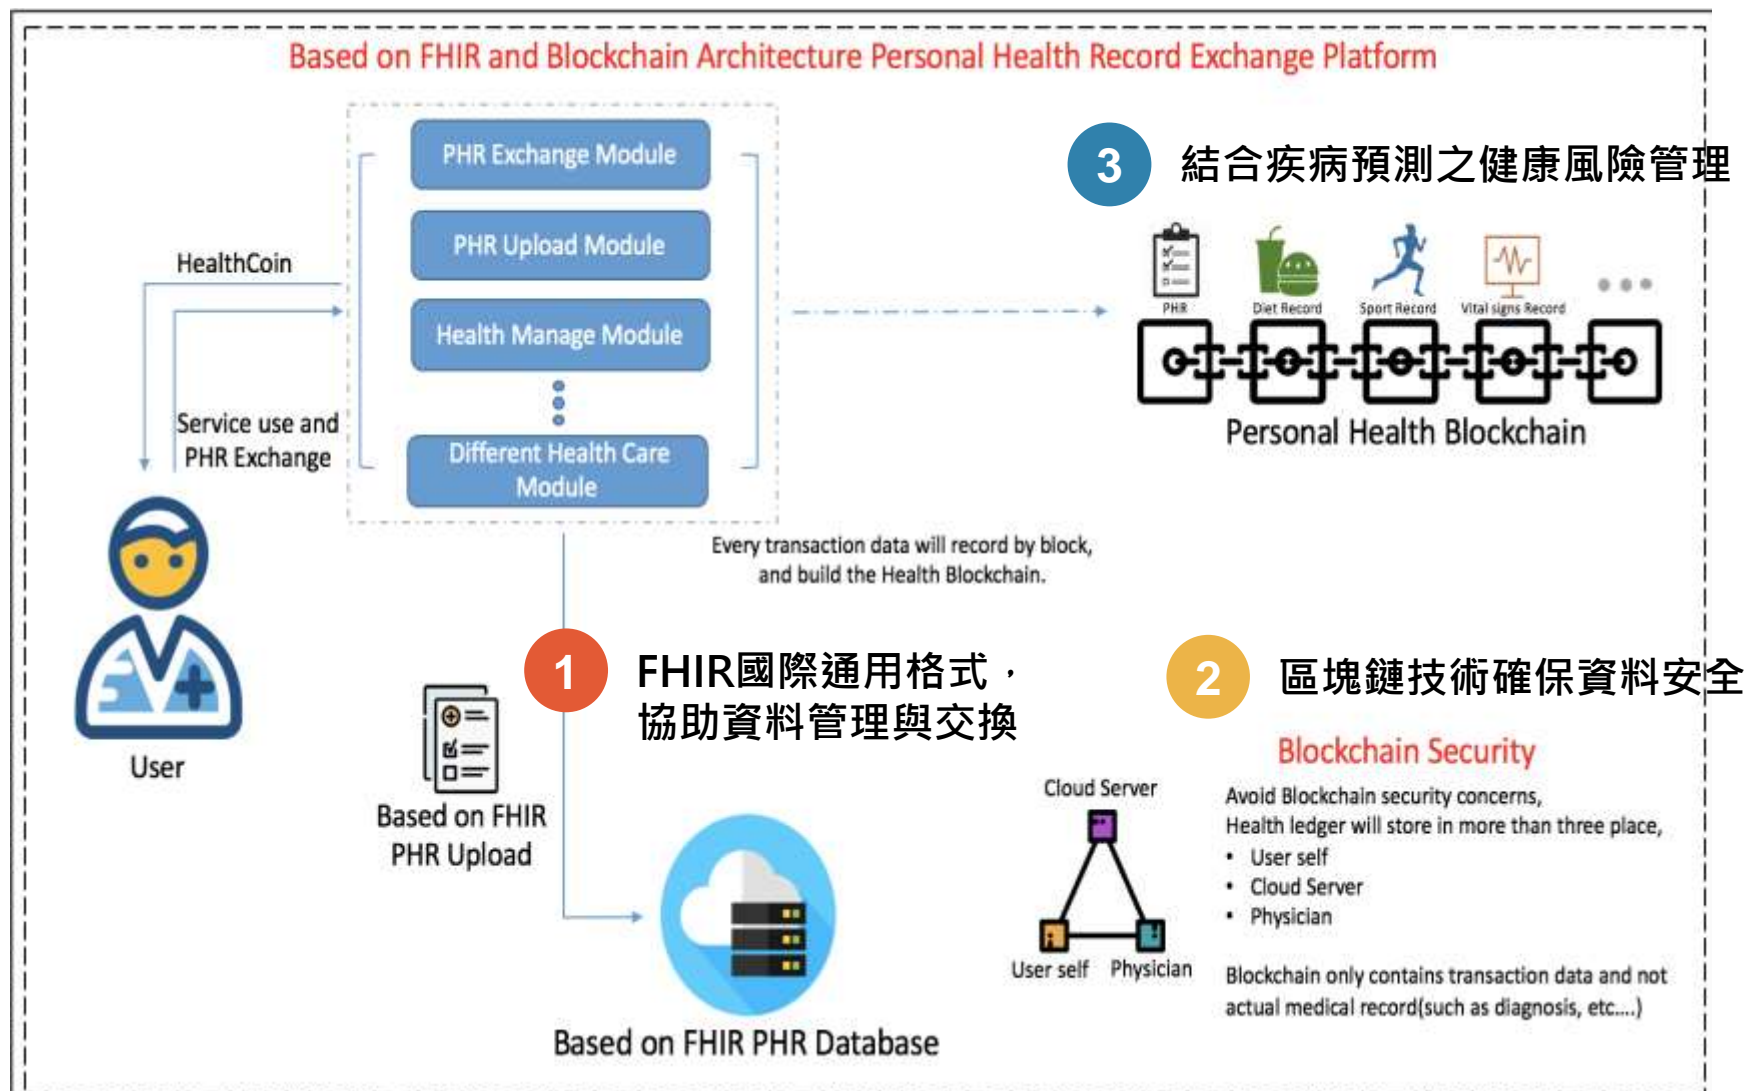 Based on FHIR and Blockchain Architecture Personal Health Record Exchange Platform
PHR Exchange Module
PHR Upload Module
Health Manage Module
Different Health Care
Module
HealthCoin
Service use and
PHR Exchange
User
3
結合疾病預測之健康風險管理
PHR
Diet Record
Sport Record
Vital signs Record
Personal Health Blockchain
Every transaction data will record by block,
and build the Health Blockchain.
1
FHIR國際通用格式，
協助資料管理與交換
Based on FHIR
PHR Upload
Based on FHIR PHR Database
2
區塊鏈技術確保資料安全
Blockchain Security
Cloud Server
User self
Physician
Avoid Blockchain security concerns,
Health ledger will store in more than three place,
• User self
• Cloud Server
• Physician
Blockchain only contains transaction data and not
actual medical record(such as diagnosis, etc....)